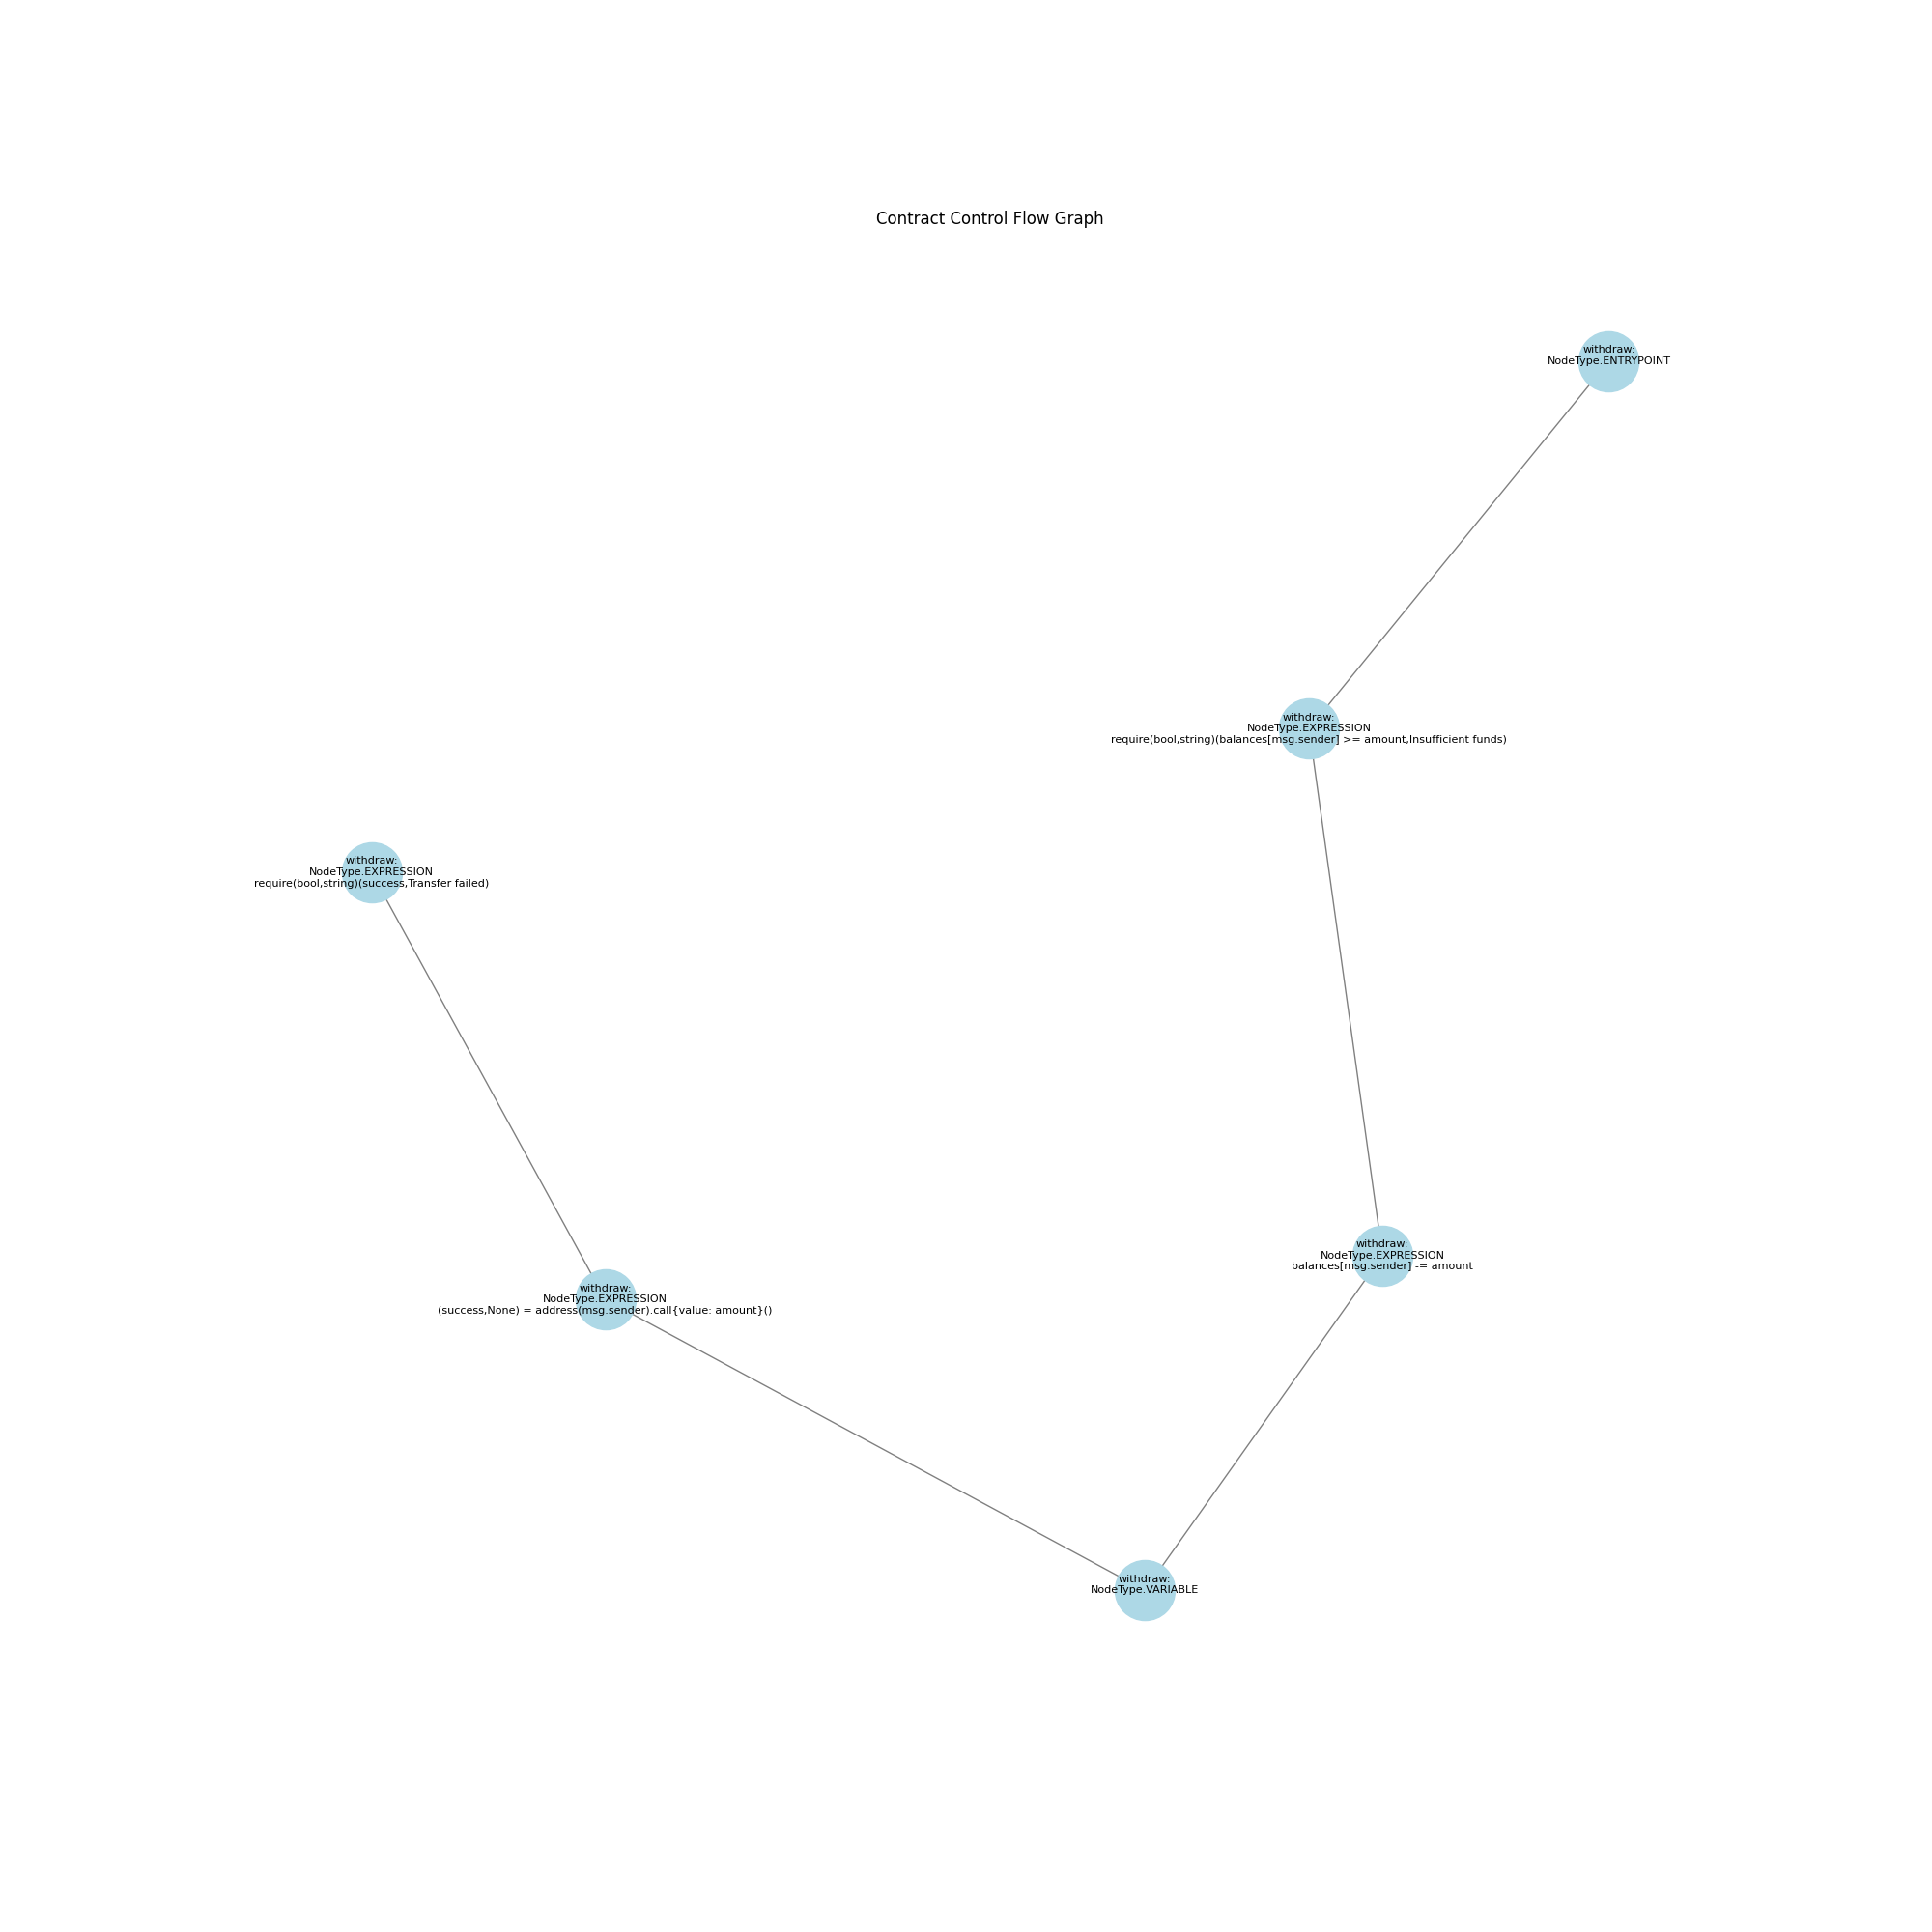 Contract Control Flow Graph
withdraw:
NodeType.ENTRYPOINT
withdraw:
NodeType.EXPRESSION
require(bool,string)(balances[msg.sender] >= amount,Insufficient funds)
withdraw:
NodeType.EXPRESSION
require(bool,string)(success,Transfer failed)
withdraw:
NodeType.EXPRESSION
balances[msg.sender] -= amount
withdraw:
NodeType.EXPRESSION
(success,None) = address(msg.sender).call{value: amount}()
withdraw:
NodeType.VARIABLE